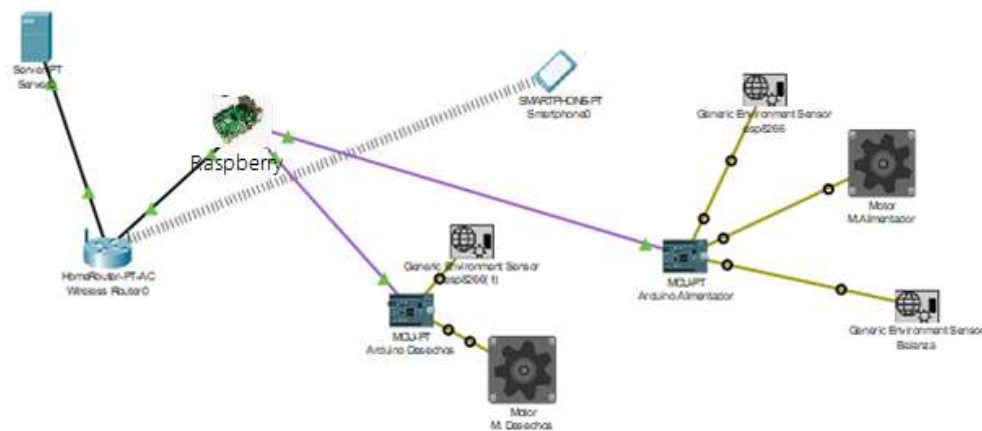 Server-PT
SMARTPHONE-PT
Smartphone0
Raspberry
Generic Environment Sensor
esp8266
Motor
M.Alimentador
HomeRouter-PT-AC
Wireless Router0
Generic Environment Sensor
esp8266(1)
MCU-PT
Arduino Alimentador
MCU-PT
Arduino Desechos
Generic Environment Sensor
Balanza
Motor
M. Desechos